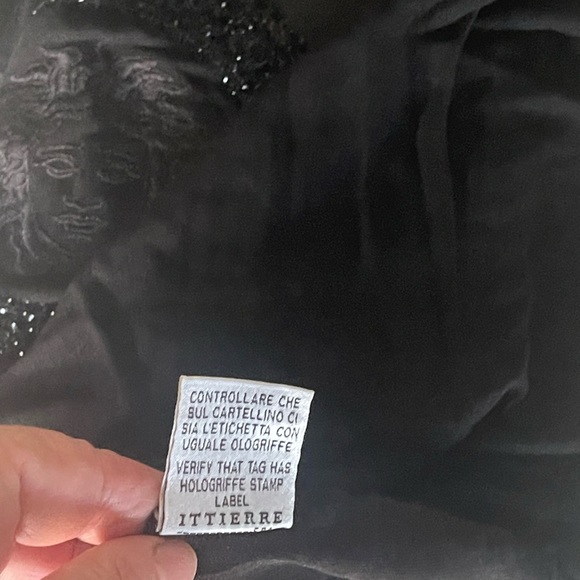 CONTROLLARE CHE
SUL CARTELLINO CI
SIA L'ETICHETTA CON
UGUALE OLOGRIFFE
VERIFY THAT TAG HAS
HOLOGRIFFE STAMP
LABEL
ITTIERRE